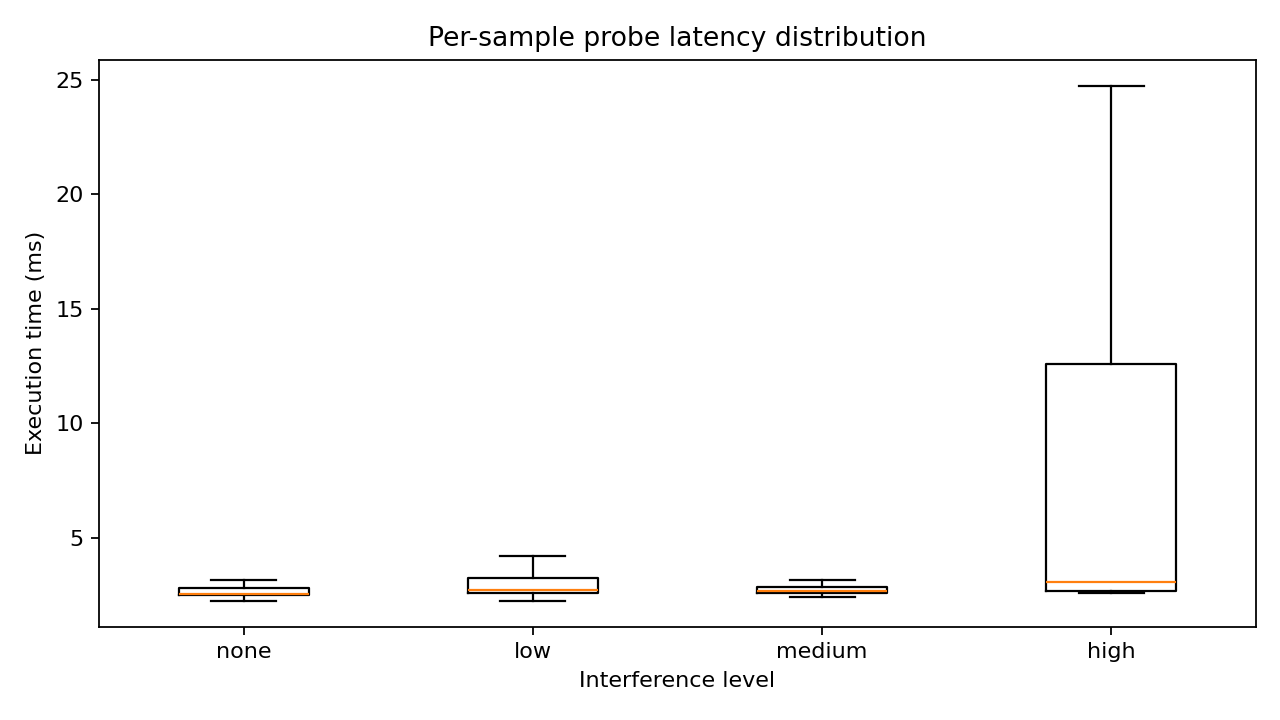 Per-sample probe latency distribution
25
20
15
10
5
Execution time (ms)
none low medium high
Interference level